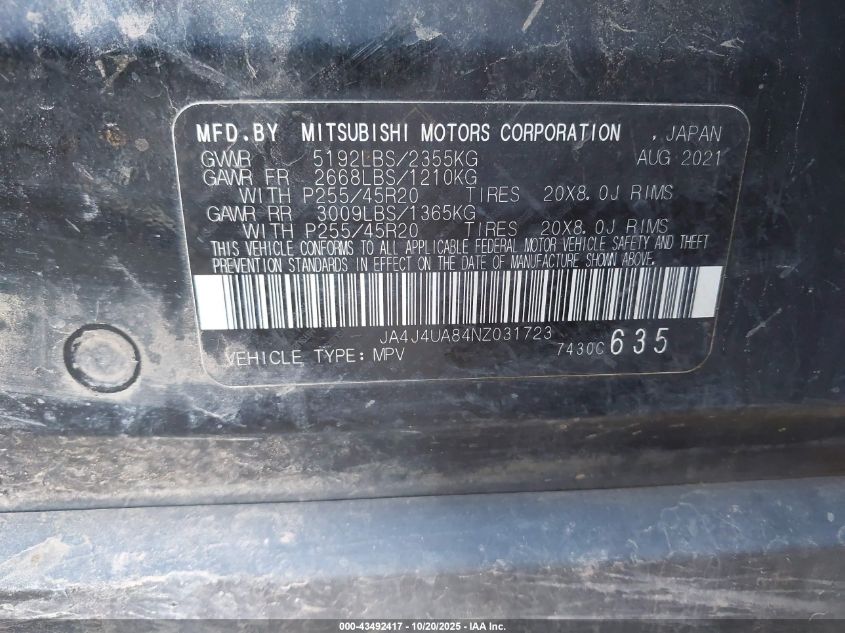 MFD.BY MITSUBISHI MOTORS CORPORATION , JAPAN
GVWR 5192LBS/2355KG AUG 2021
GAWR FR 2668LBS/1210KG
WITH P255/45R20 TIRES 20X8.0J RIMS
GAWR RR 3009LBS/1365KG
WITH P255/45R20 TIRES 20X8.0J RIMS
THIS VEHICLE CONFORMS TO ALL APPLICABLE FEDERAL MOTOR VEHICLE SAFETY AND THEFT
PREVENTION STANDARDS IN EFFECT ON THE DATE OF MANUFACTURE SHOWN ABOVE.
JA4J4UA84NZ031723
VEHICLE TYPE: MPV 7430C635
000-43492417 - 10/20/2025 - IAA Inc.